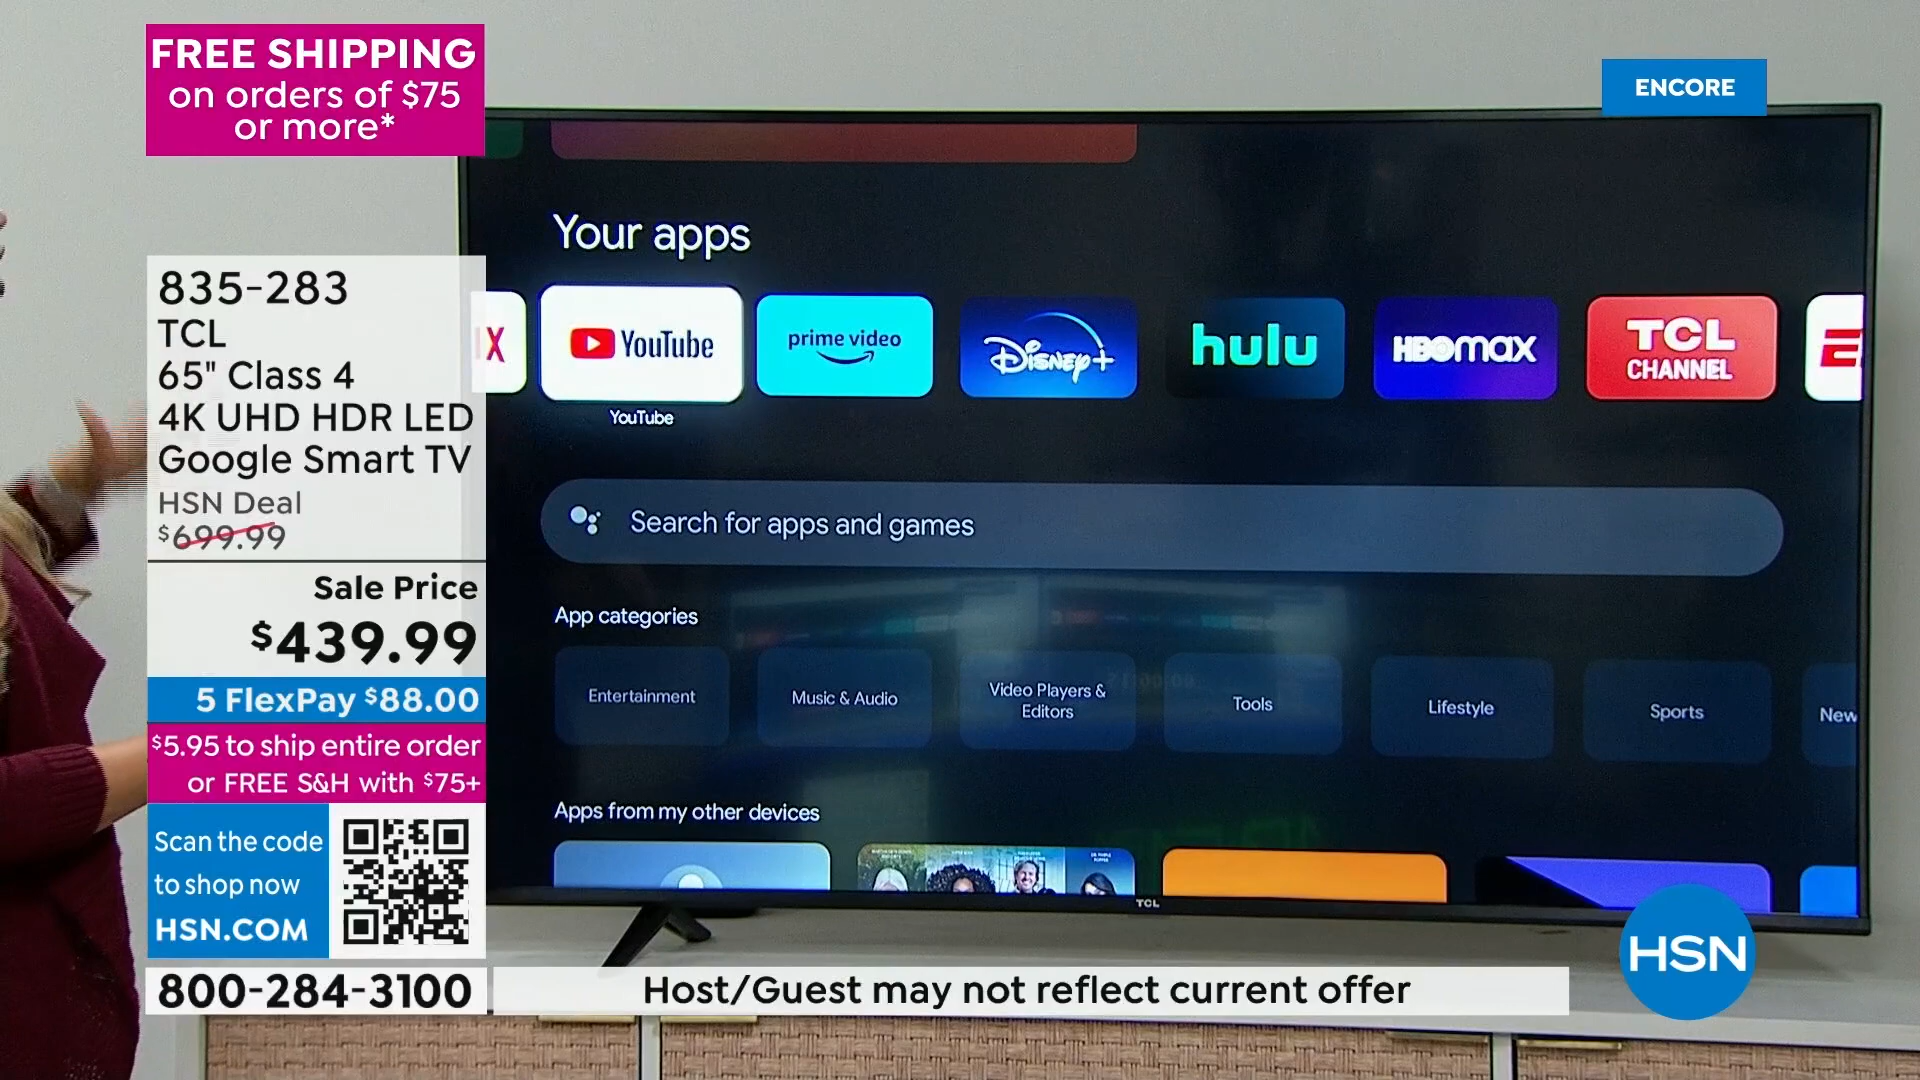 FREE SHIPPING
on orders of $75
or more*
ENCORE
835-283
TCL
65" Class 4
4K UHD HDR LED
Google Smart TV
HSN Deal
$699.99
Sale Price
$439.99
5 FlexPay $88.00
$5.95 to ship entire order
or FREE S&H with $75+
Scan the code
to shop now
HSN.COM
800-284-3100
Host/Guest may not reflect current offer
HSN
Your apps
X
YouTube
prime video
Disney+
hulu
HBOmax
TCL
CHANNEL
E
YouTube
Search for apps and games
App categories
Entertainment
Music & Audio
Video Players &
Editors
Tools
Lifestyle
Sports
New
Apps from my other devices
TCL